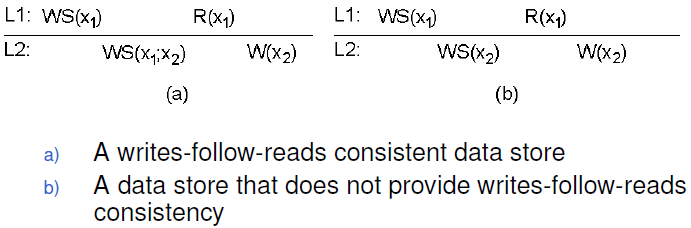 L1: WS(x₁) R(x₁) L1: WS(x₁) R(x₁)
L2: WS(x₁;x₂) W(x₂) L2: WS(x₂) W(x₂)
(a) (b)
a) A writes-follow-reads consistent data store
b) A data store that does not provide writes-follow-reads
consistency